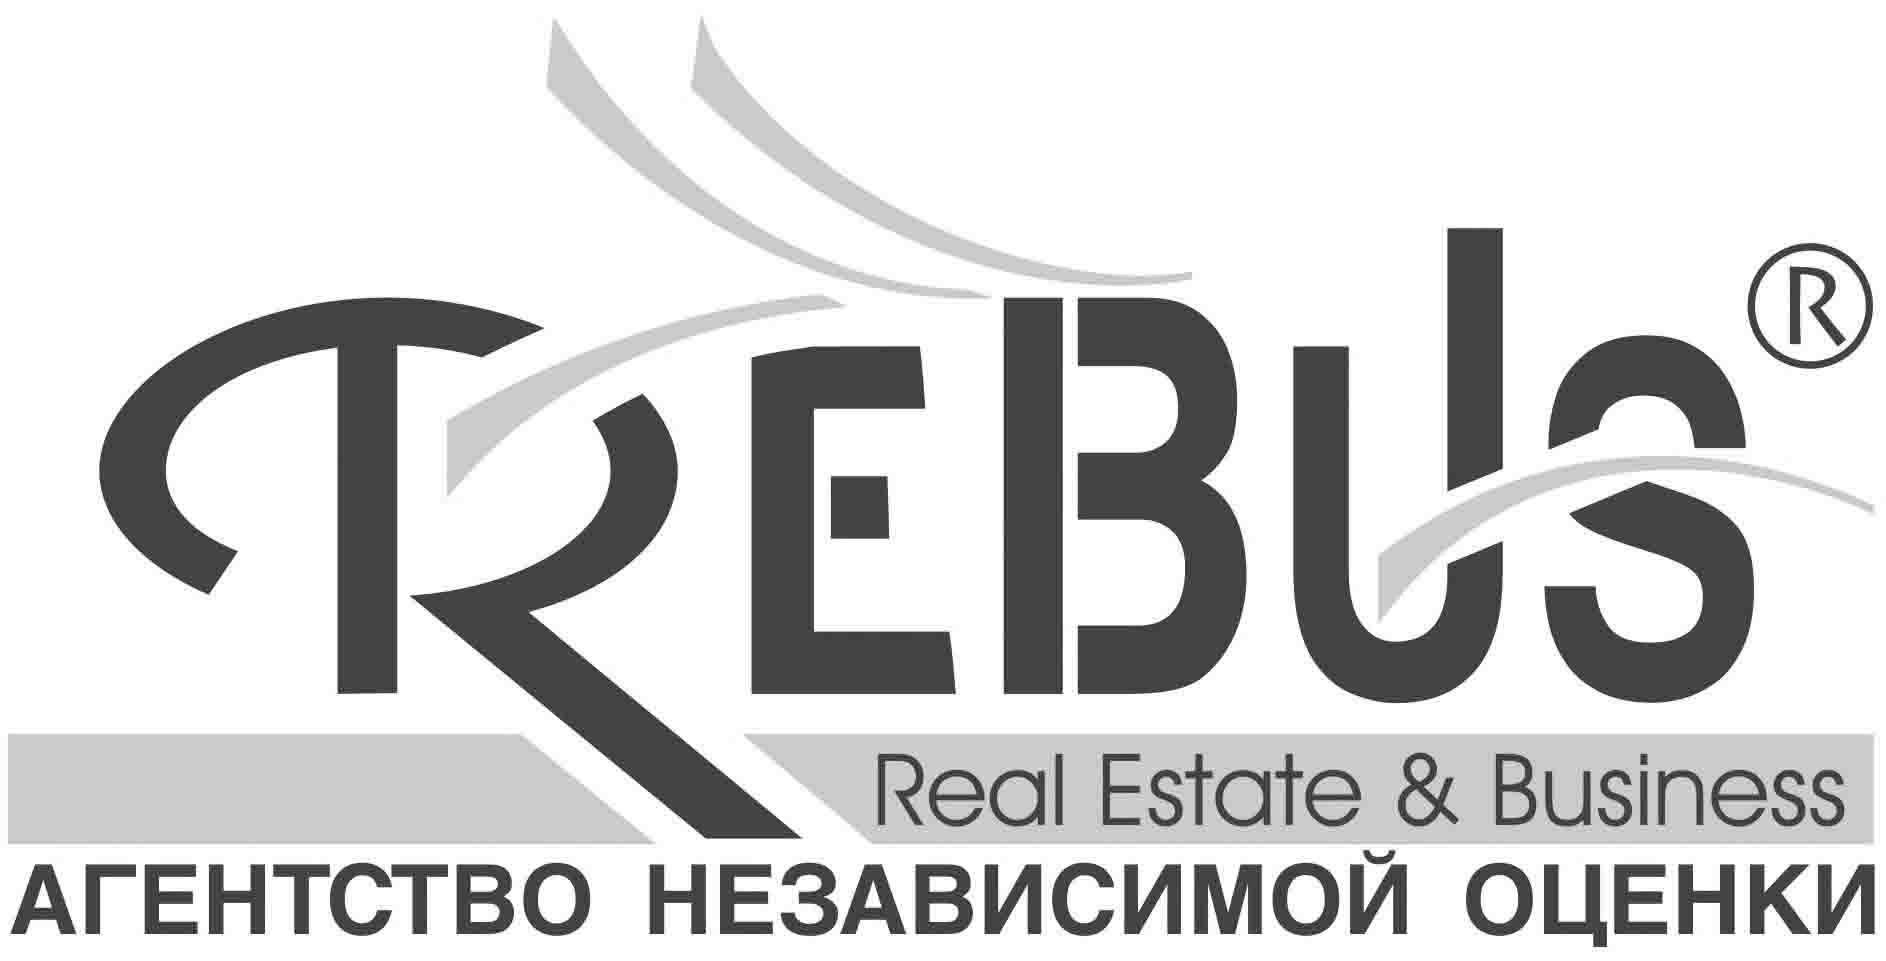 REBUS®
Real Estate & Business
АГЕНТСТВО НЕЗАВИСИМОЙ ОЦЕНКИ